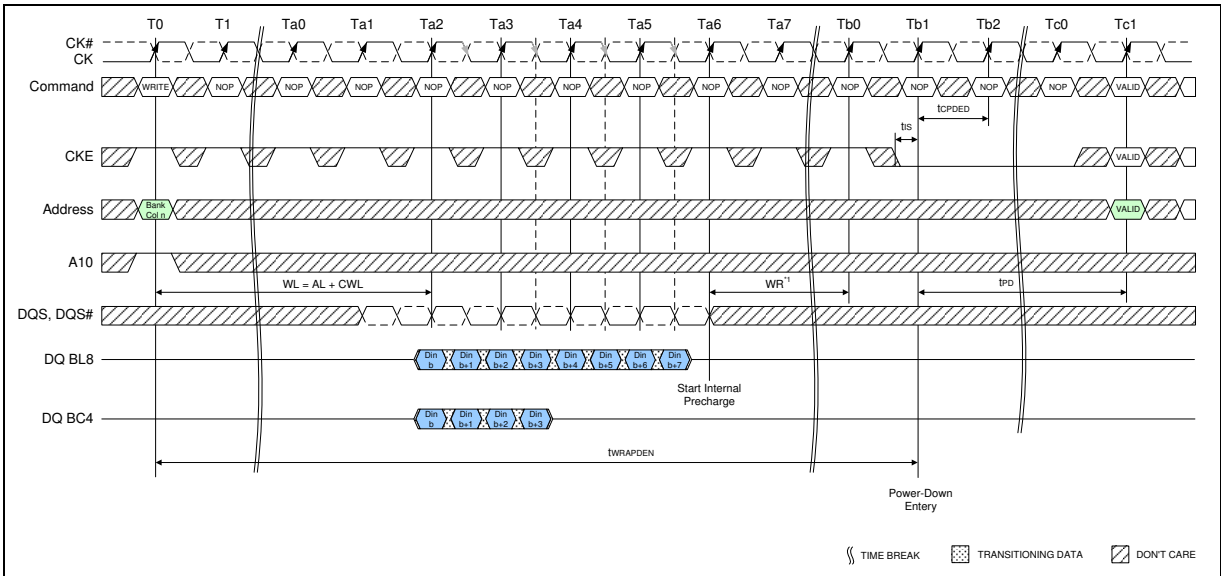 T0 T1 Ta0 Ta1 Ta2 Ta3 Ta4 Ta5 Ta6 Ta7 Tb0 Tb1 Tb2 Tc0 Tc1
CK#
CK
Command WRITE NOP NOP NOP NOP NOP NOP NOP NOP NOP NOP NOP NOP NOP VALID
tCPDED
tIS
CKE VALID
Address Bank Col n VALID
A10
WL = AL + CWL WR*1 tPD
DQS, DQS#
DQ BL8 Din b Din b+1 Din b+2 Din b+3 Din b+4 Din b+5 Din b+6 Din b+7
Start Internal
Precharge
DQ BC4 Din b Din b+1 Din b+2 Din b+3
tWRAPDEN
Power-Down
Entery
TIME BREAK TRANSITIONING DATA DON'T CARE